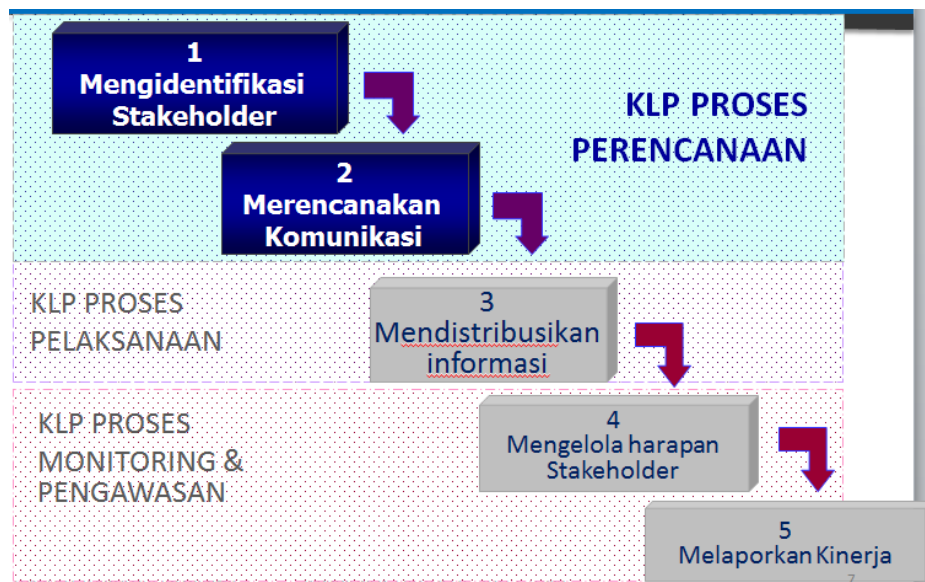 1
Mengidentifikasi
Stakeholder
KLP PROSES
PERENCANAAN
2
Merencanakan
Komunikasi
KLP PROSES
PELAKSANAAN
3
Mendistribusikan
informasi
KLP PROSES
MONITORING &
PENGAWASAN
4
Mengelola harapan
Stakeholder
5
Melaporkan Kinerja
7